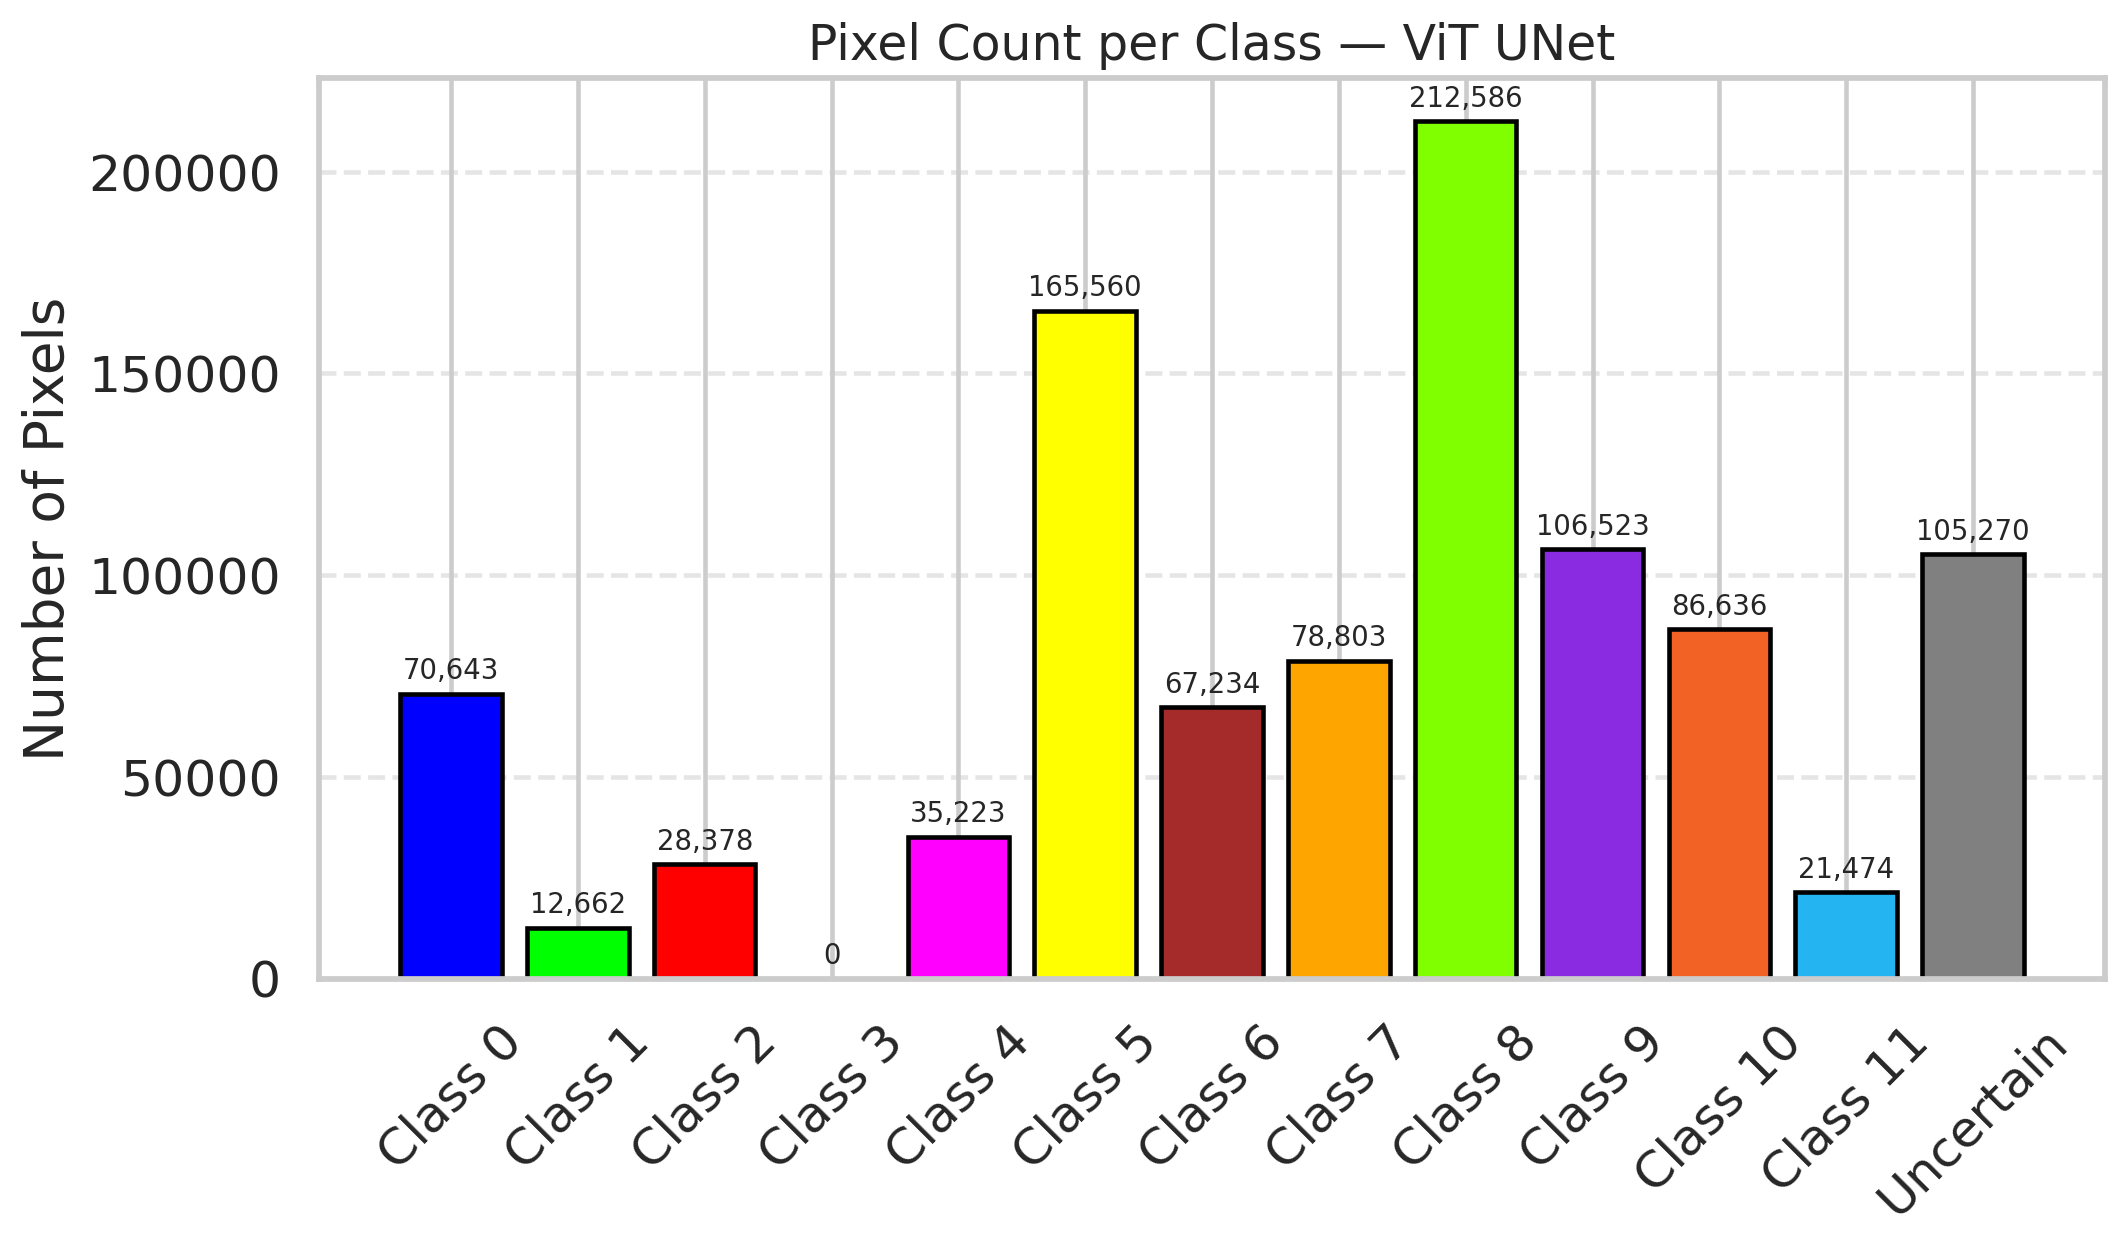 Pixel Count per Class — ViT UNet
Number of Pixels
200000
150000
100000
50000
0
70,643
12,662
28,378
0
35,223
165,560
67,234
78,803
212,586
106,523
86,636
21,474
105,270
Class 0
Class 1
Class 2
Class 3
Class 4
Class 5
Class 6
Class 7
Class 8
Class 9
Class 10
Class 11
Uncertain